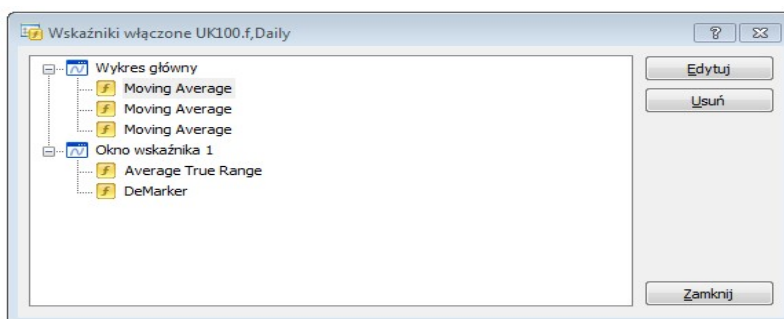 Wskaźniki włączone UK100.f,Daily
Wykres główny
Moving Average
Moving Average
Moving Average
Okno wskaźnika 1
Average True Range
DeMarker
Edytuj
Usuń
Zamknij